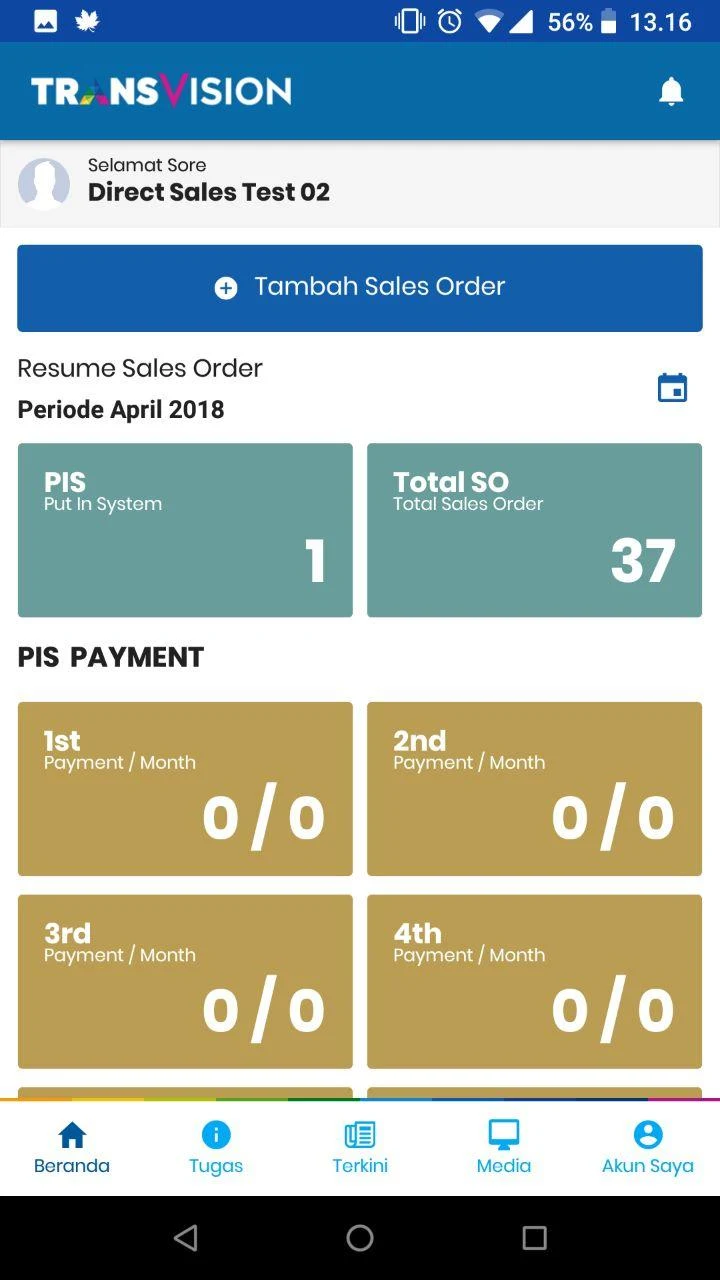 56% 13.16
TRANSVISION
Selamat Sore
Direct Sales Test 02
Tambah Sales Order
Resume Sales Order
Periode April 2018
PIS
Put In System
1
Total SO
Total Sales Order
37
PIS PAYMENT
1st
Payment / Month
0/0
2nd
Payment / Month
0/0
3rd
Payment / Month
0/0
4th
Payment / Month
0/0
Beranda
Tugas
Terkini
Media
Akun Saya